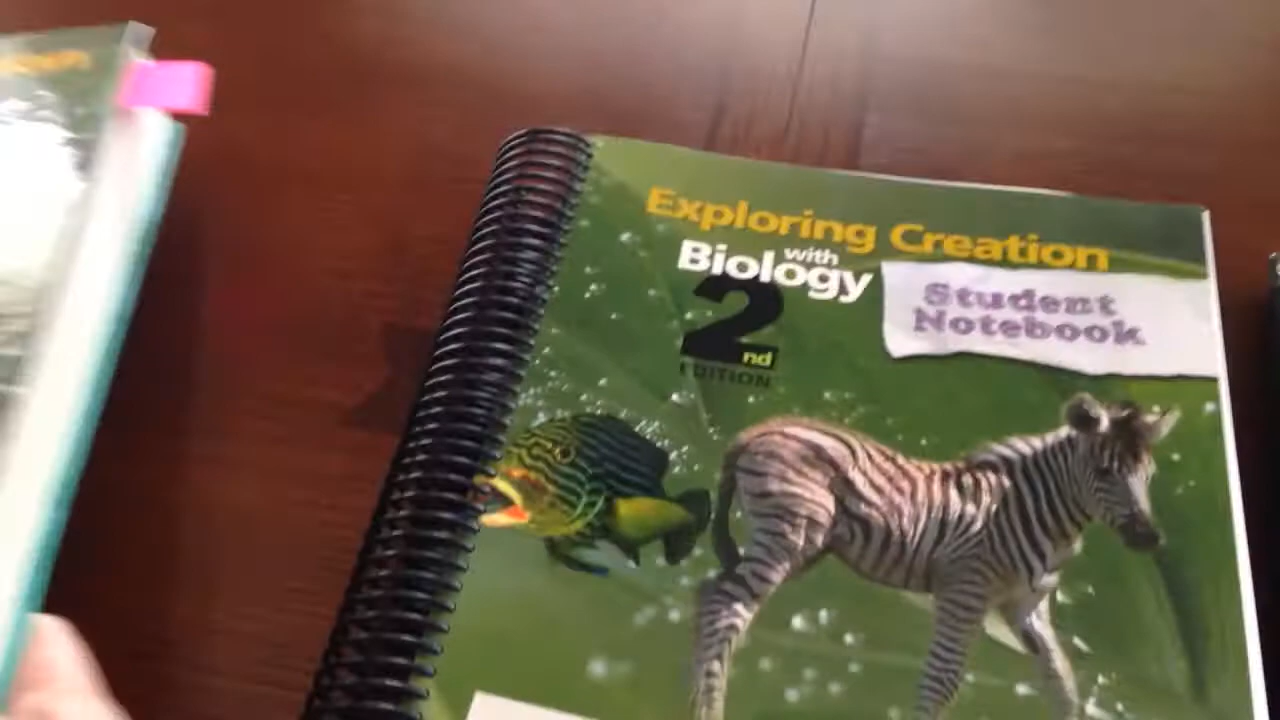 Exploring Creation
with
Biology
2nd
EDITION
Student
Notebook